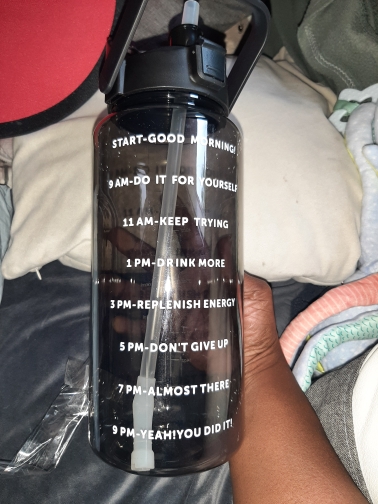 START-GOOD MORNING!
9 AM-DO IT FOR YOURSELF
11 AM-KEEP TRYING
1 PM-DRINK MORE
3 PM-REPLENISH ENERGY
5 PM-DON'T GIVE UP
7 PM-ALMOST THERE
9 PM-YEAH!YOU DID IT!